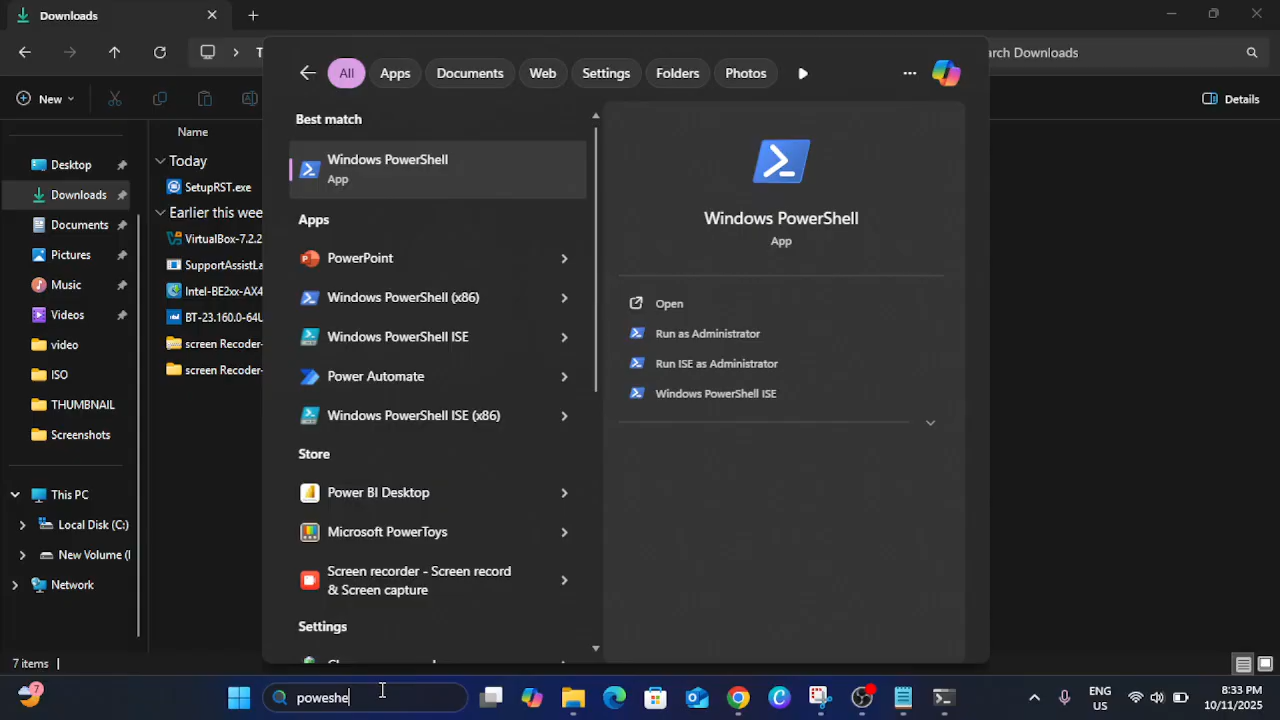 Downloads
T
rch Downloads
New
Details
All
Apps
Documents
Web
Settings
Folders
Photos
Name
Desktop
Downloads
Documents
Pictures
Music
Videos
video
ISO
THUMBNAIL
Screenshots
This PC
Local Disk (C:)
New Volume (I
Network
Today
SetupRST.exe
Earlier this wee
VirtualBox-7.2.2
SupportAssistLa
Intel-BE2xx-AX4
BT-23.160.0-64U
screen Recoder-
screen Recoder-
Best match
Windows PowerShell
App
Apps
PowerPoint
Windows PowerShell (x86)
Windows PowerShell ISE
Power Automate
Windows PowerShell ISE (x86)
Store
Power BI Desktop
Microsoft PowerToys
Screen recorder - Screen record
& Screen capture
Settings
Windows PowerShell
App
Open
Run as Administrator
Run ISE as Administrator
Windows PowerShell ISE
7 items
7
poweshe
ENG
US
8:33 PM
10/11/2025